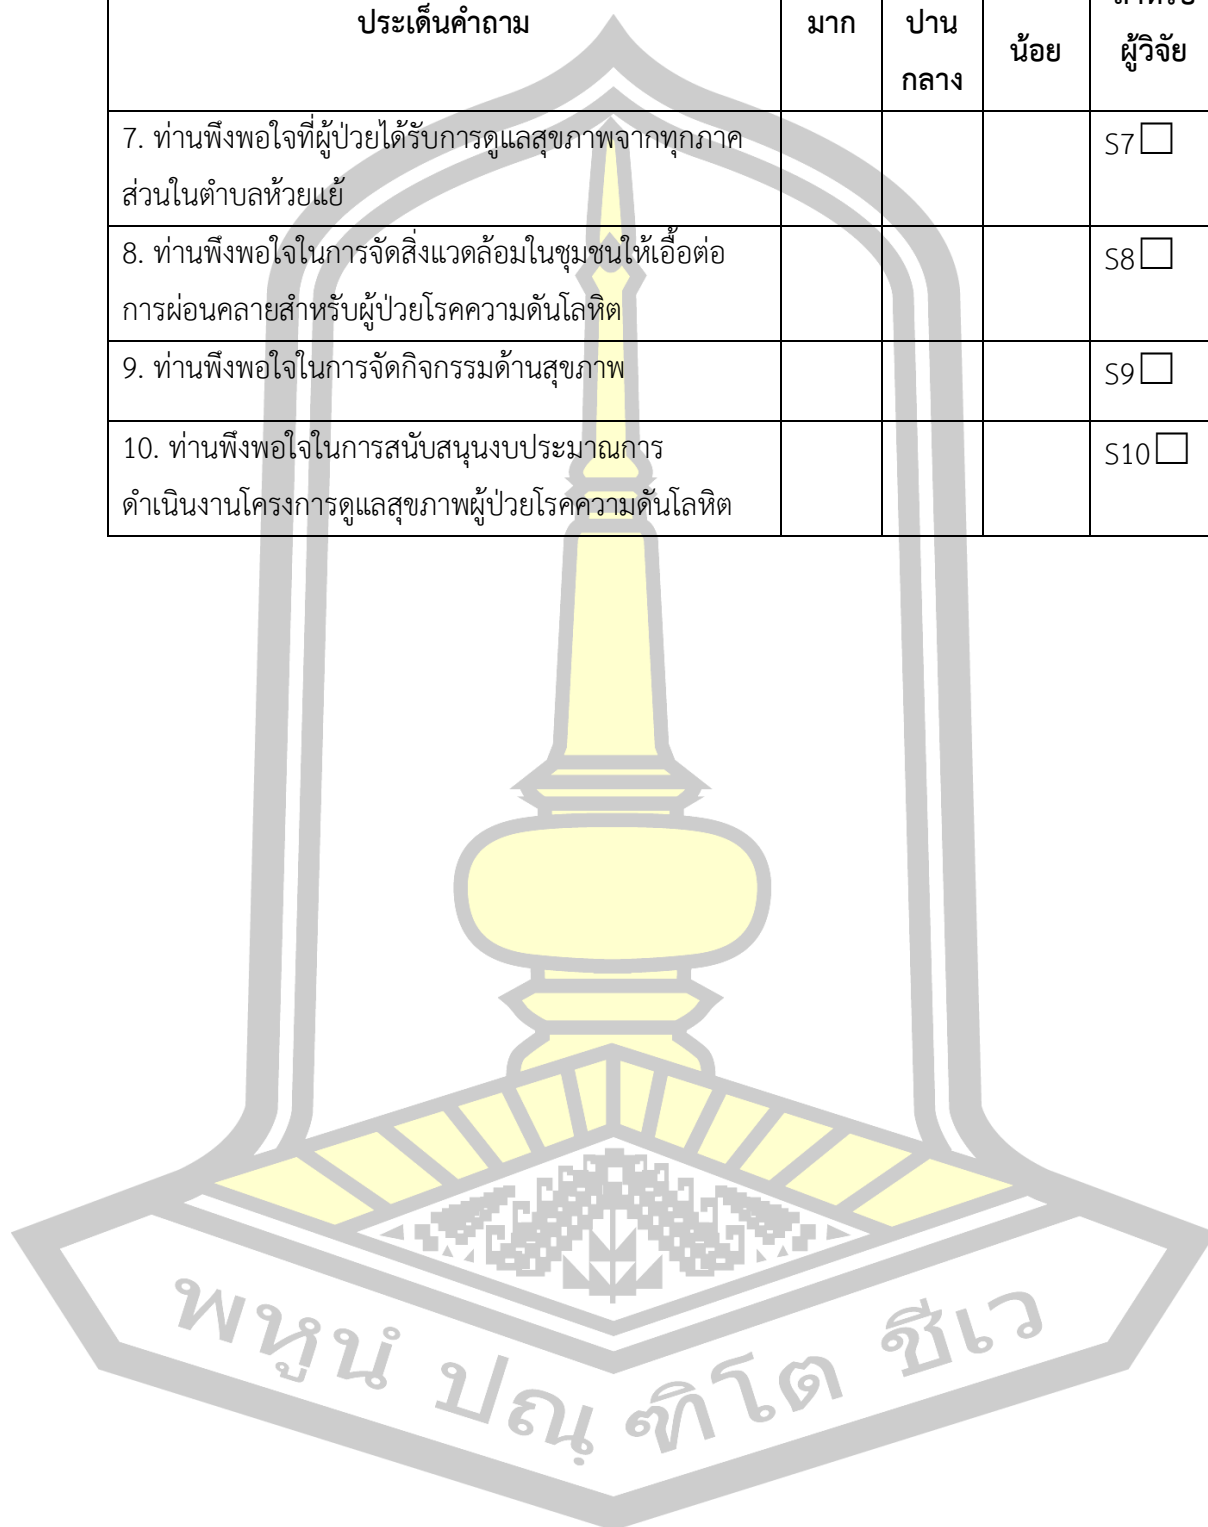 ประเด็นคำถาม
มาก
ปาน
กลาง
น้อย
ผู้วิจัย
7. ท่านพึงพอใจที่ผู้ป่วยได้รับการดูแลสุขภาพจากทุกภาค
ส่วนในตำบลห้วยแย้
S7☐
8. ท่านพึงพอใจในการจัดสิ่งแวดล้อมในชุมชนให้เอื้อต่อ
การผ่อนคลายสำหรับผู้ป่วยโรคความดันโลหิต
S8☐
9. ท่านพึงพอใจในการจัดกิจกรรมด้านสุขภาพ
S9☐
10. ท่านพึงพอใจในการสนับสนุนงบประมาณการ
ดำเนินงานโครงการดูแลสุขภาพผู้ป่วยโรคความดันโลหิต
S10☐
พหูนํ ปณฺ ฑิโต ชีเว